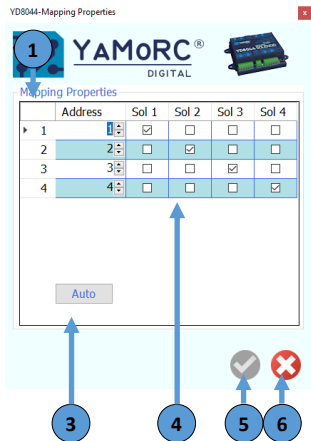 YD8044-Mapping Properties
x
1
YAMORC®
DIGITAL
Mapping Properties
Address Sol 1 Sol 2 Sol 3 Sol 4
1 1
2 2
3 3
4 4
Auto
3 4 5 6